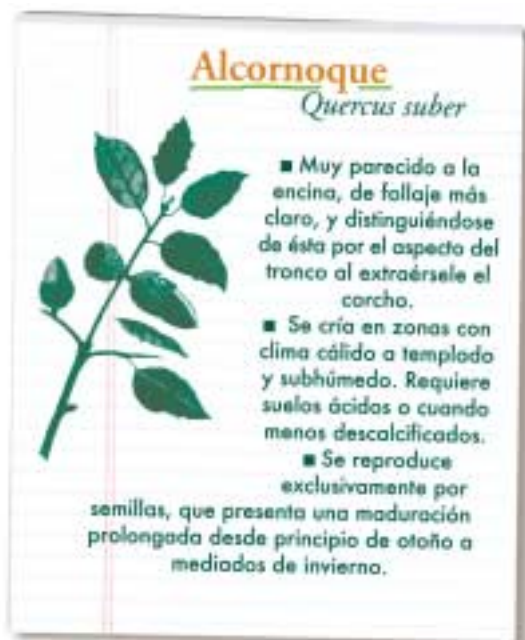 Alcornoque
Quercus suber
■ Muy parecido a la
encina, de follaje más
claro, y distinguiéndose
de ésta por el aspecto del
tronco al extraérsele el
corcho.
■ Se cría en zonas con
clima cálido a templado
y subhúmedo. Requiere
suelos ácidos o cuando
menos descalcificados.
■ Se reproduce
exclusivamente por
semillas, que presenta una maduración
prolongada desde principio de otoño a
mediados de invierno.